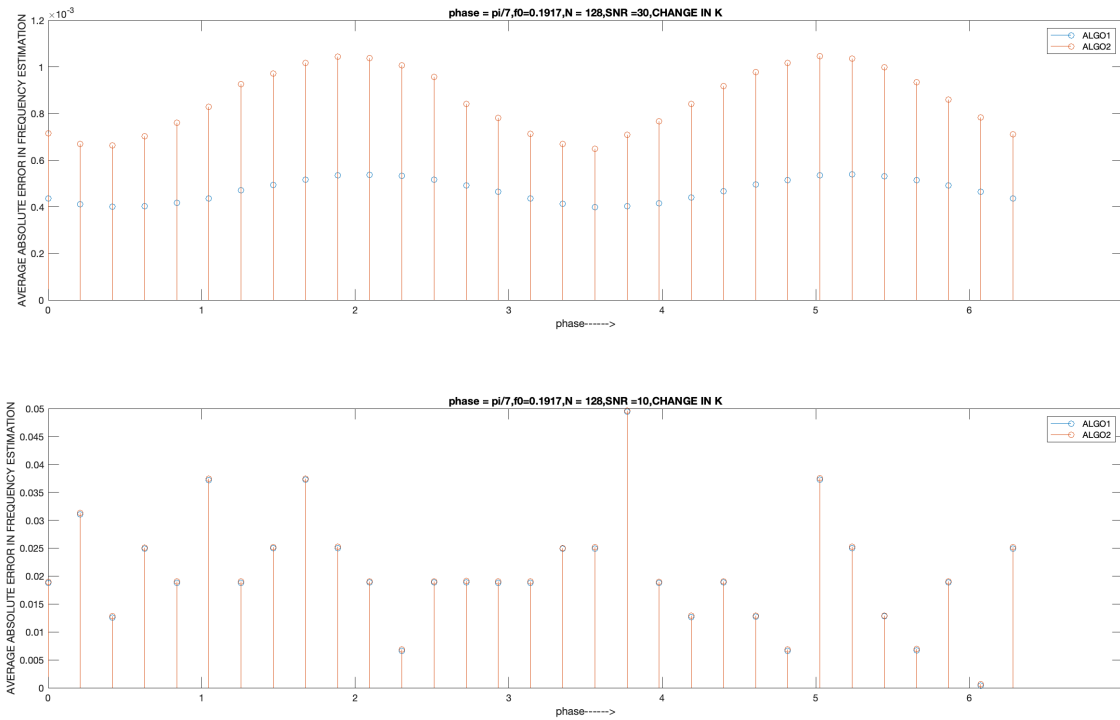 phase = pi/7,f0=0.1917,N = 128,SNR =30,CHANGE IN K
×10⁻³
1.2
1
0.8
0.6
0.4
0.2
0
AVERAGE ABSOLUTE ERROR IN FREQUENCY ESTIMATION
ALGO1
ALGO2
0 1 2 3 4 5 6
phase------>
phase = pi/7,f0=0.1917,N = 128,SNR =10,CHANGE IN K
0.05
0.045
0.04
0.035
0.03
0.025
0.02
0.015
0.01
0.005
0
AVERAGE ABSOLUTE ERROR IN FREQUENCY ESTIMATION
ALGO1
ALGO2
0 1 2 3 4 5 6
phase------>